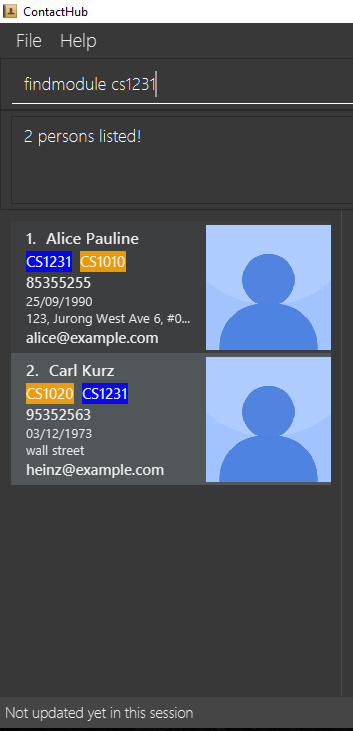 ContactHub
File Help
findmodule cs1231
2 persons listed!
1. Alice Pauline
CS1231 CS1010
85355255
25/09/1990
123, Jurong West Ave 6, #0...
alice@example.com
2. Carl Kurz
CS1020 CS1231
95352563
03/12/1973
wall street
heinz@example.com
Not updated yet in this session